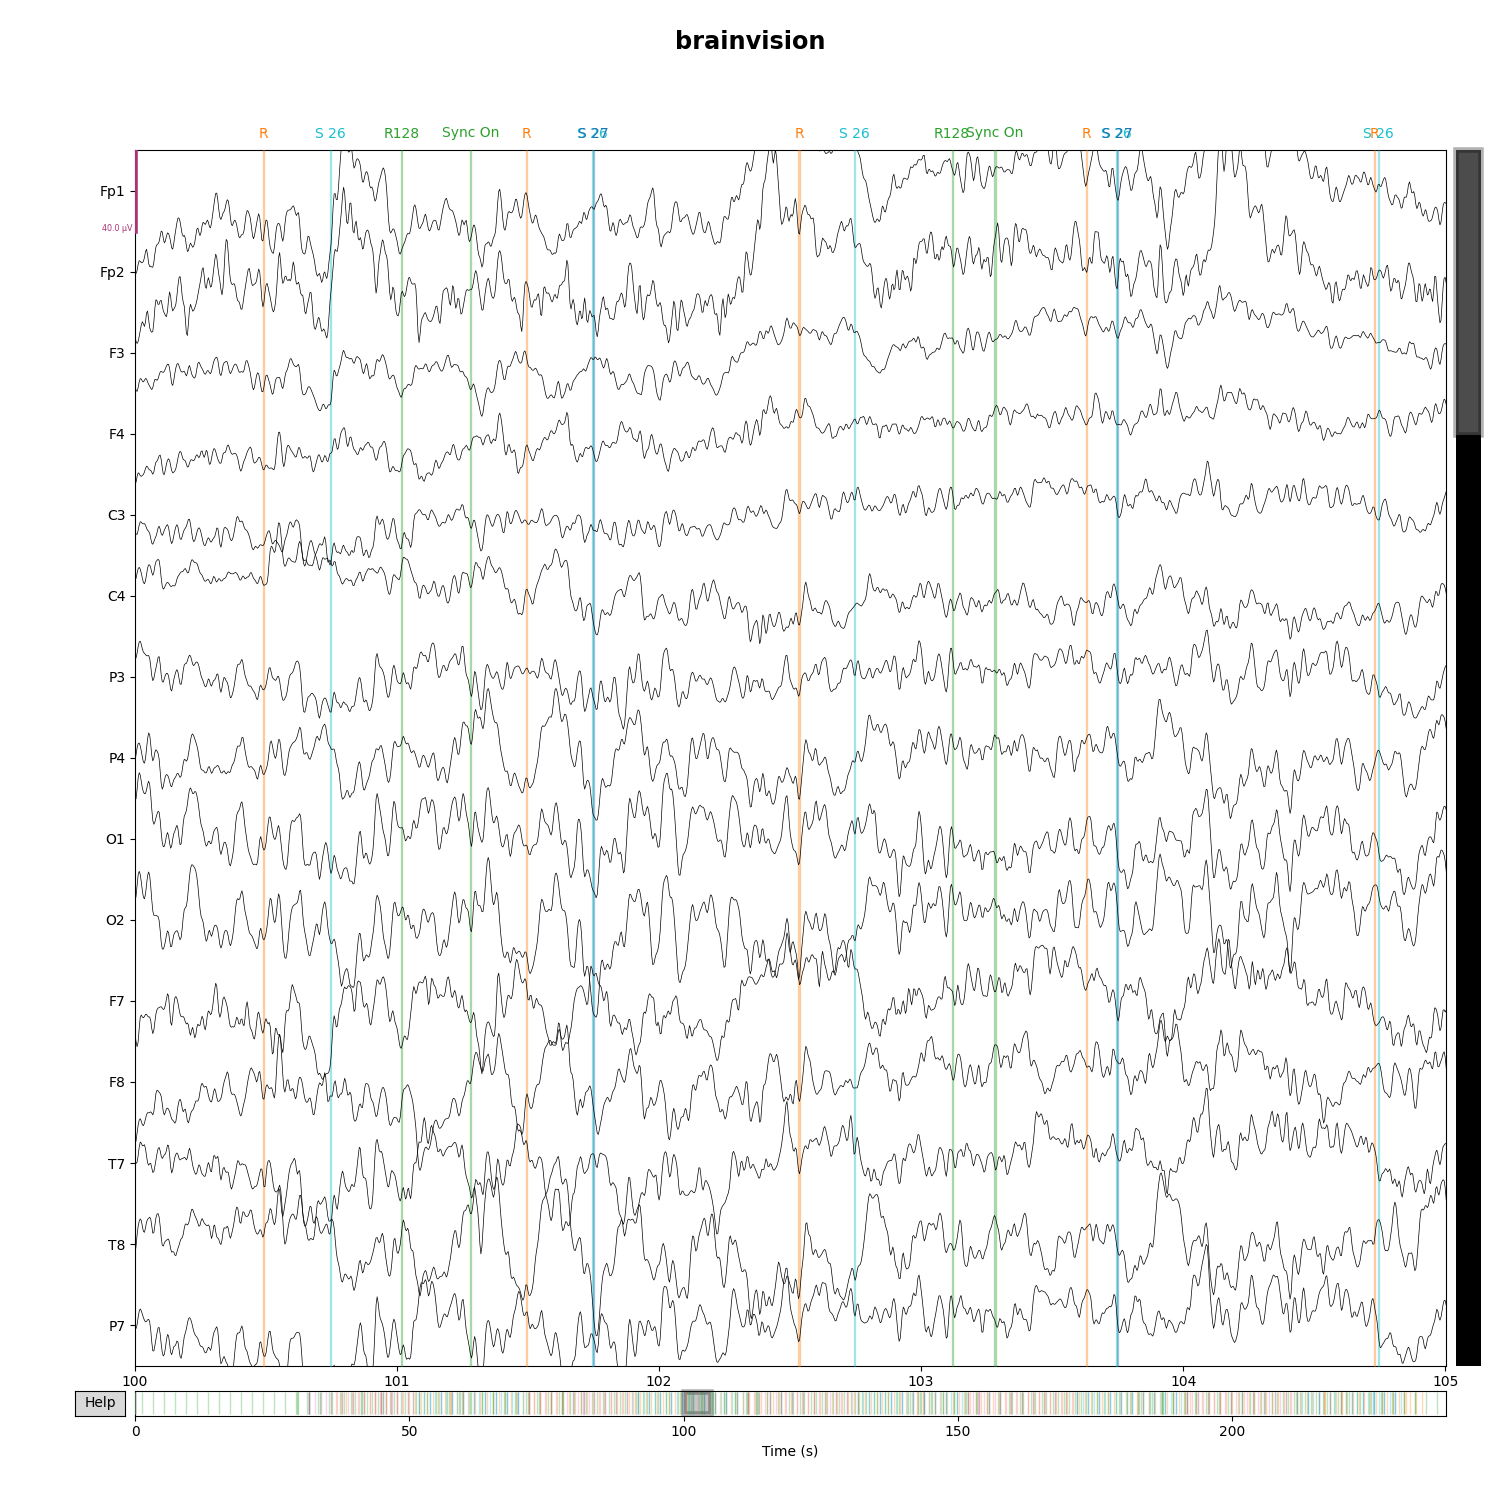 brainvision
R S 26 R128 Sync On R S 26 R S 26 R128 Sync On R S 27 S 26 R
Fp1
40.0 µV
Fp2
F3
F4
C3
C4
P3
P4
O1
O2
F7
F8
T7
T8
P7
100 101 102 103 104 105
Help
0 50 100 150 200
Time (s)